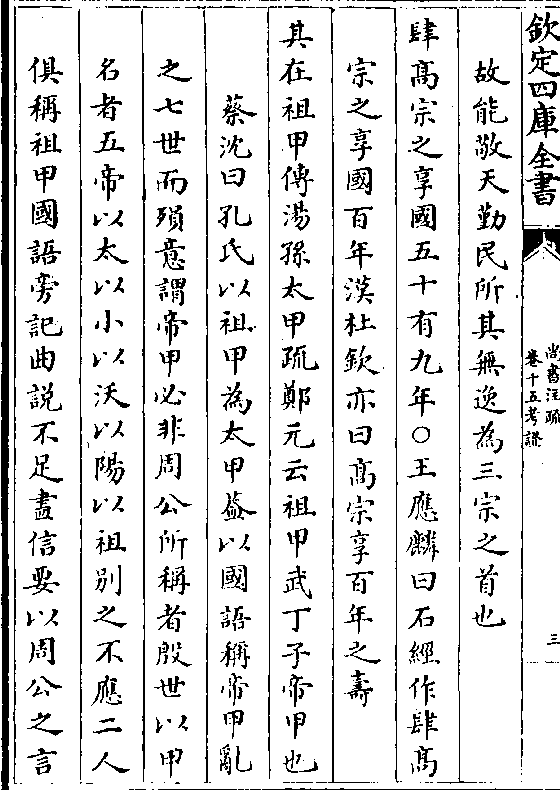 欽定四庫全書
尚書注疏
卷十五考證
三
故能敬天勤民所其無逸為三宗之首也
肆髙宗之享國五十有九年○王應麟曰石經作肆髙
宗之享國百年漢杜欽亦曰髙宗享百年之壽
其在祖甲傳湯孫太甲疏鄭元云祖甲武丁子帝甲也
蔡沈曰孔氏以祖甲為太甲葢以國語稱帝甲亂
之七世而殞意謂帝甲必非周公所稱者殷世以甲
名者五帝以太以小以沃以陽以祖别之不應二人
俱稱祖甲國語旁記曲説不足盡信要以周公之言